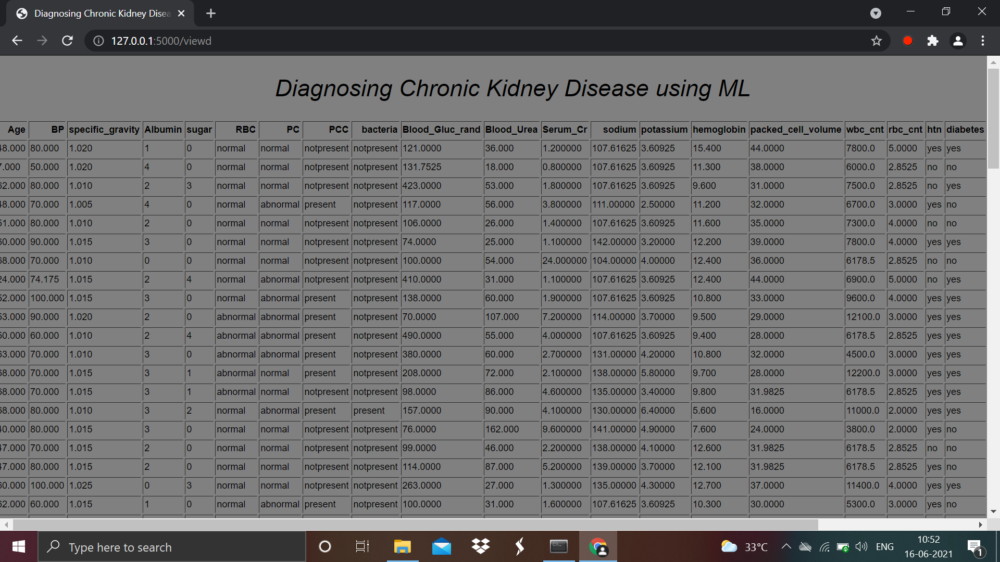 Diagnosing Chronic Kidney Disea
127.0.0.1:5000/viewd
Diagnosing Chronic Kidney Disease using ML
Age BP specific_gravity Albumin sugar RBC PC PCC bacteria Blood_Gluc_rand Blood_Urea Serum_Cr sodium potassium hemoglobin packed_cell_volume wbc_cnt rbc_cnt htn diabetes
8.000 80.000 1.020 1 0 normal normal notpresent notpresent 121.0000 36.000 1.200000 107.61625 3.60925 15.400 44.0000 7800.0 5.0000 yes yes
7.000 50.000 1.020 4 0 normal normal notpresent notpresent 131.7525 18.000 0.800000 107.61625 3.60925 11.300 38.0000 6000.0 2.8525 no no
62.000 80.000 1.010 2 3 normal normal notpresent notpresent 423.0000 53.000 1.800000 107.61625 3.60925 9.600 31.0000 7500.0 2.8525 no yes
48.000 70.000 1.005 4 0 normal abnormal present notpresent 117.0000 56.000 3.800000 111.00000 2.50000 11.200 32.0000 6700.0 3.0000 yes no
51.000 80.000 1.010 2 0 normal normal notpresent notpresent 106.0000 26.000 1.400000 107.61625 3.60925 11.600 35.0000 7300.0 4.0000 no no
60.000 90.000 1.015 3 0 normal normal notpresent notpresent 74.0000 25.000 1.100000 142.00000 3.20000 12.200 39.0000 7800.0 4.0000 yes yes
68.000 70.000 1.010 0 0 normal normal notpresent notpresent 100.0000 54.000 24.000000 104.00000 4.00000 12.400 36.0000 6178.5 2.8525 no no
24.000 74.175 1.015 2 4 normal abnormal notpresent notpresent 410.0000 31.000 1.100000 107.61625 3.60925 12.400 44.0000 6900.0 5.0000 no yes
52.000 100.000 1.015 3 0 normal abnormal present notpresent 138.0000 60.000 1.900000 107.61625 3.60925 10.800 33.0000 9600.0 4.0000 yes yes
53.000 90.000 1.020 2 0 abnormal abnormal present notpresent 70.0000 107.000 7.200000 114.00000 3.70000 9.500 29.0000 12100.0 3.0000 yes yes
50.000 60.000 1.010 2 4 abnormal abnormal present notpresent 490.0000 55.000 4.000000 107.61625 3.60925 9.400 28.0000 6178.5 2.8525 yes yes
63.000 70.000 1.010 3 0 abnormal abnormal present notpresent 380.0000 60.000 2.700000 131.00000 4.20000 10.800 32.0000 4500.0 3.0000 yes yes
68.000 70.000 1.015 3 1 abnormal normal present notpresent 208.0000 72.000 2.100000 138.00000 5.80000 9.700 28.0000 12200.0 3.0000 yes yes
68.000 70.000 1.015 3 1 abnormal normal notpresent notpresent 98.0000 86.000 4.600000 135.00000 3.40000 9.800 31.9825 6178.5 2.8525 yes yes
68.000 80.000 1.010 3 2 normal abnormal present present 157.0000 90.000 4.100000 130.00000 6.40000 5.600 16.0000 11000.0 2.0000 yes yes
40.000 80.000 1.015 3 0 normal normal notpresent notpresent 76.0000 162.000 9.600000 141.00000 4.90000 7.600 24.0000 3800.0 2.0000 yes no
47.000 70.000 1.015 2 0 normal normal notpresent notpresent 99.0000 46.000 2.200000 138.00000 4.10000 12.600 31.9825 6178.5 2.8525 no no
47.000 80.000 1.015 2 0 normal normal notpresent notpresent 114.0000 87.000 5.200000 139.00000 3.70000 12.100 31.9825 6178.5 2.8525 yes no
60.000 100.000 1.025 0 3 normal normal notpresent notpresent 263.0000 27.000 1.300000 135.00000 4.30000 12.700 37.0000 11400.0 4.0000 yes yes
62.000 60.000 1.015 1 0 normal abnormal present notpresent 100.0000 31.000 1.600000 107.61625 3.60925 10.300 30.0000 5300.0 3.0000 yes no
Type here to search
33°C ENG
10:52
16-06-2021
1